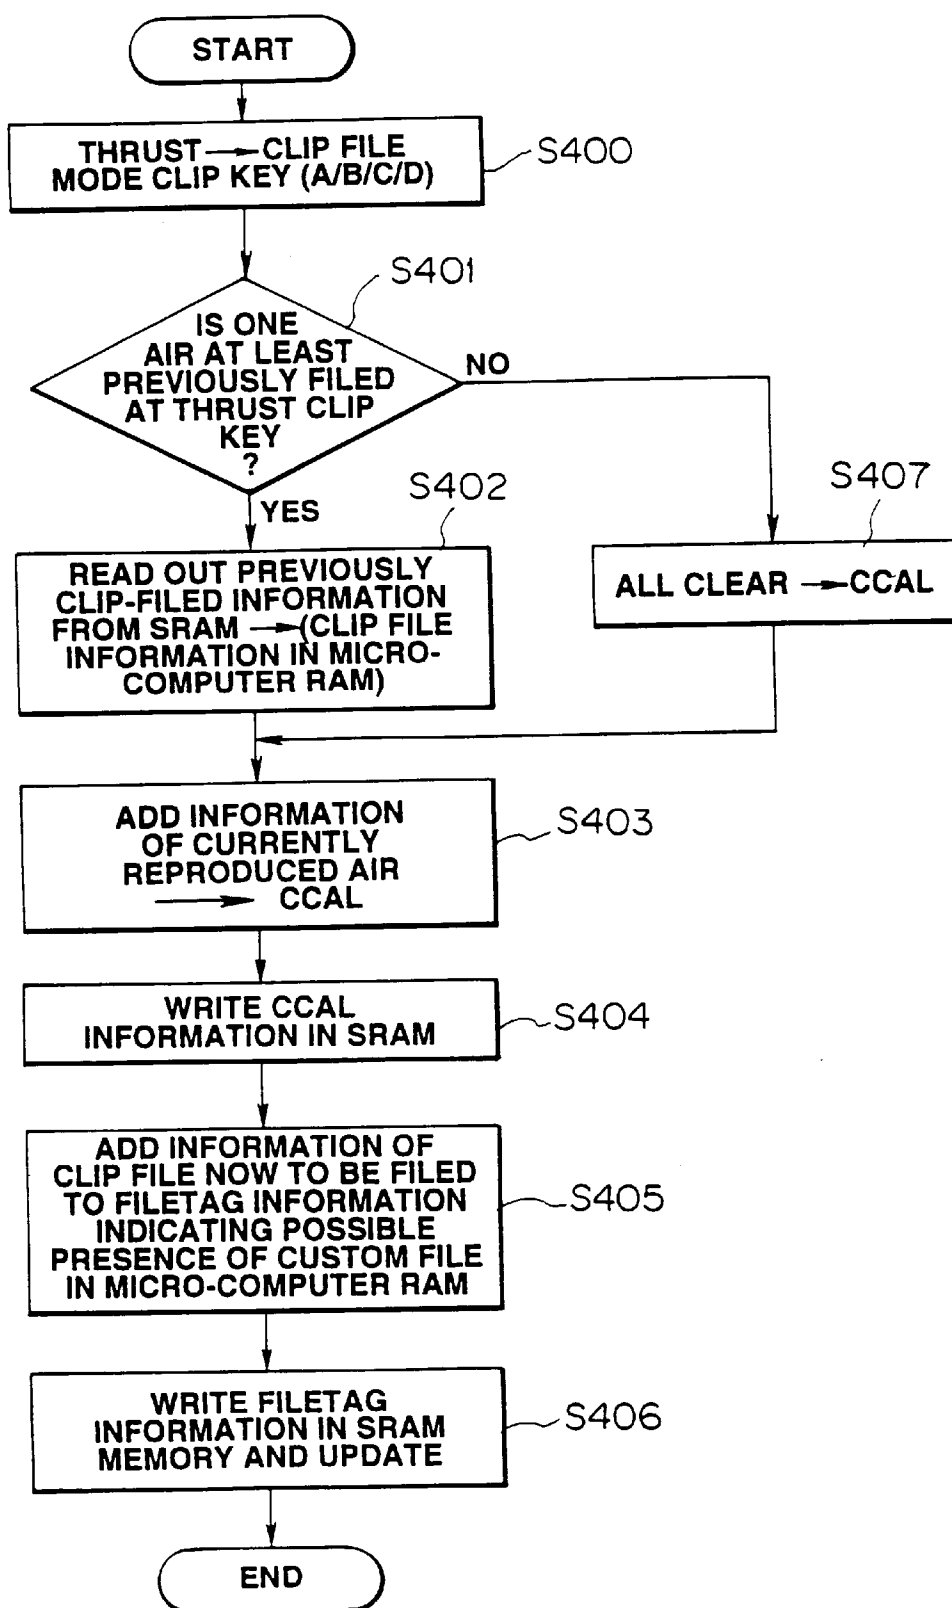 START
THRUST → CLIP FILE
MODE CLIP KEY (A/B/C/D)
S400
S401
IS ONE
AIR AT LEAST
PREVIOUSLY FILED
AT THRUST CLIP
KEY
?
NO
YES
S402
READ OUT PREVIOUSLY
CLIP-FILED INFORMATION
FROM SRAM → (CLIP FILE
INFORMATION IN MICRO-
COMPUTER RAM)
S407
ALL CLEAR → CCAL
ADD INFORMATION
OF CURRENTLY
REPRODUCED AIR
→ CCAL
S403
WRITE CCAL
INFORMATION IN SRAM
S404
ADD INFORMATION OF
CLIP FILE NOW TO BE FILED
TO FILETAG INFORMATION
INDICATING POSSIBLE
PRESENCE OF CUSTOM FILE
IN MICRO-COMPUTER RAM
S405
WRITE FILETAG
INFORMATION IN SRAM
MEMORY AND UPDATE
S406
END